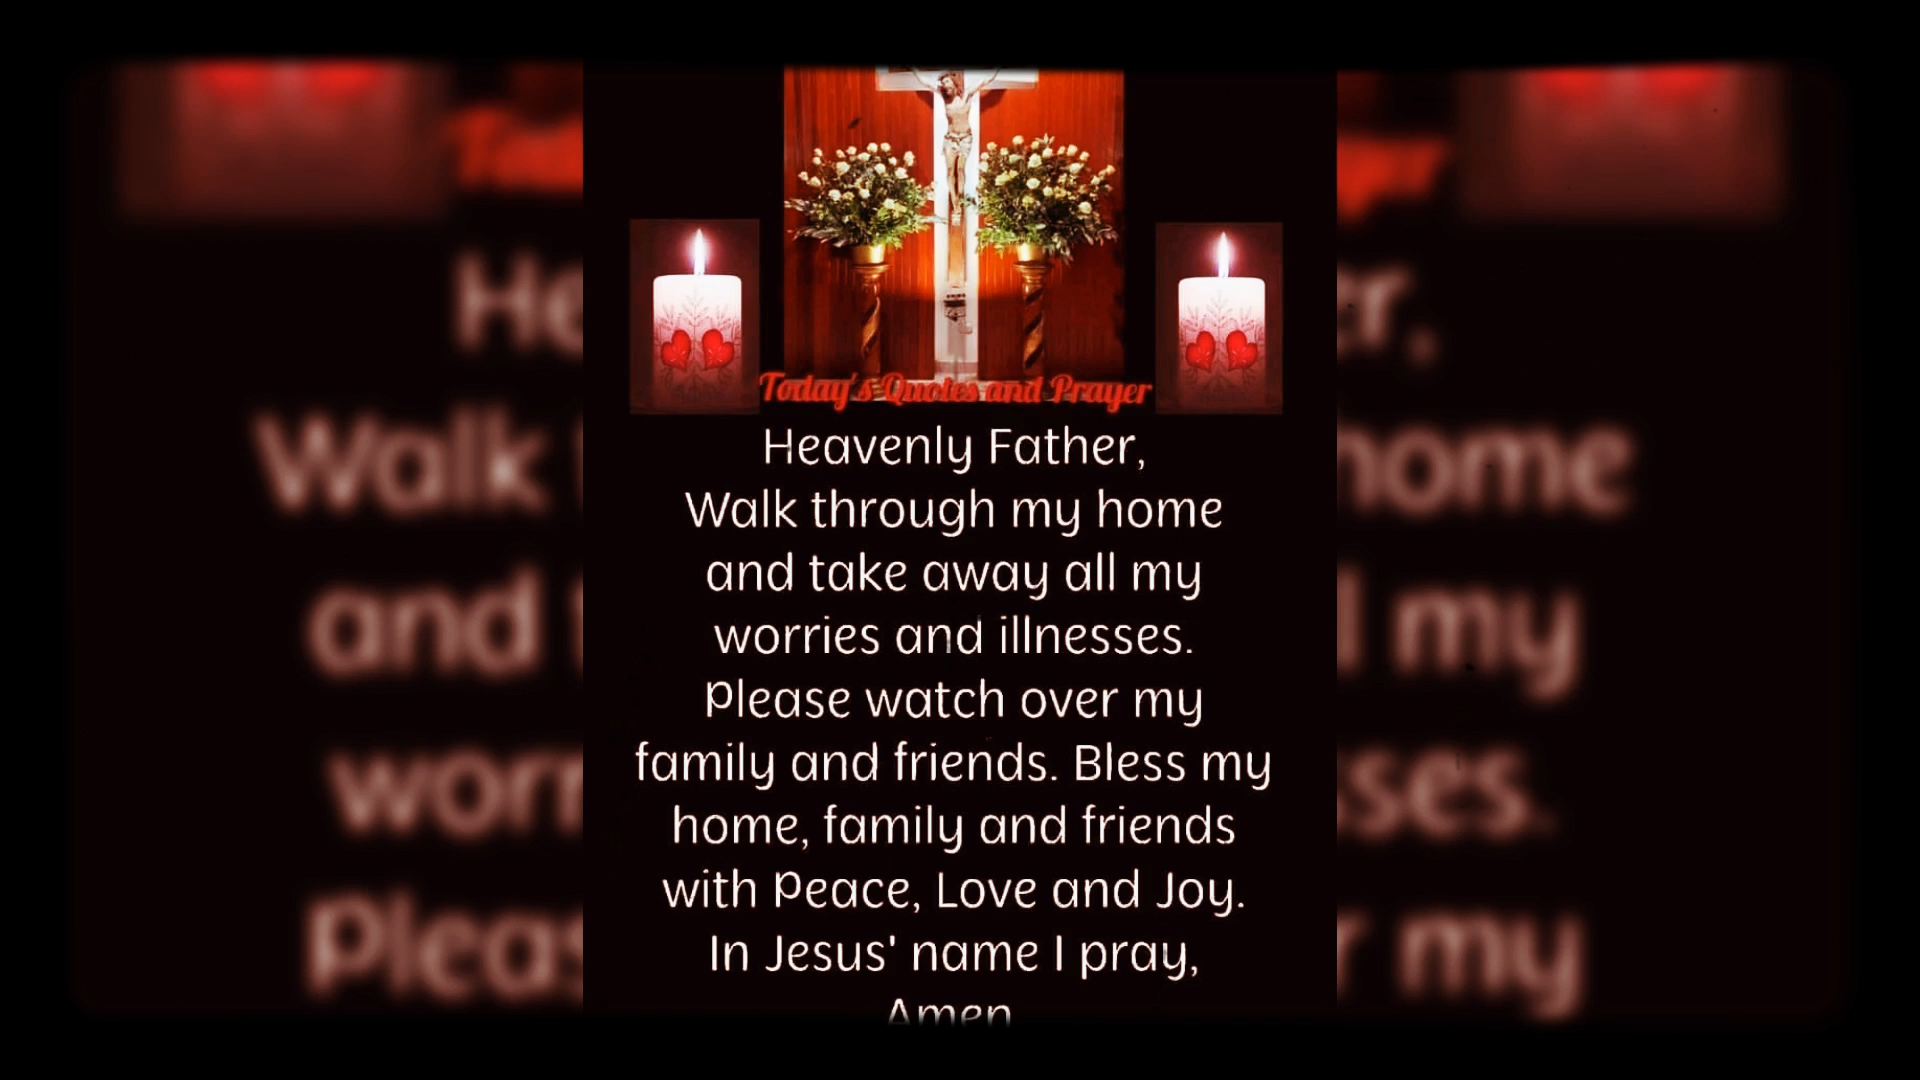 Today's Quotes and Prayer
Heavenly Father,
Walk through my home
and take away all my
worries and illnesses.
Please watch over my
family and friends. Bless my
home, family and friends
with Peace, Love and Joy.
In Jesus' name I pray,
Amen